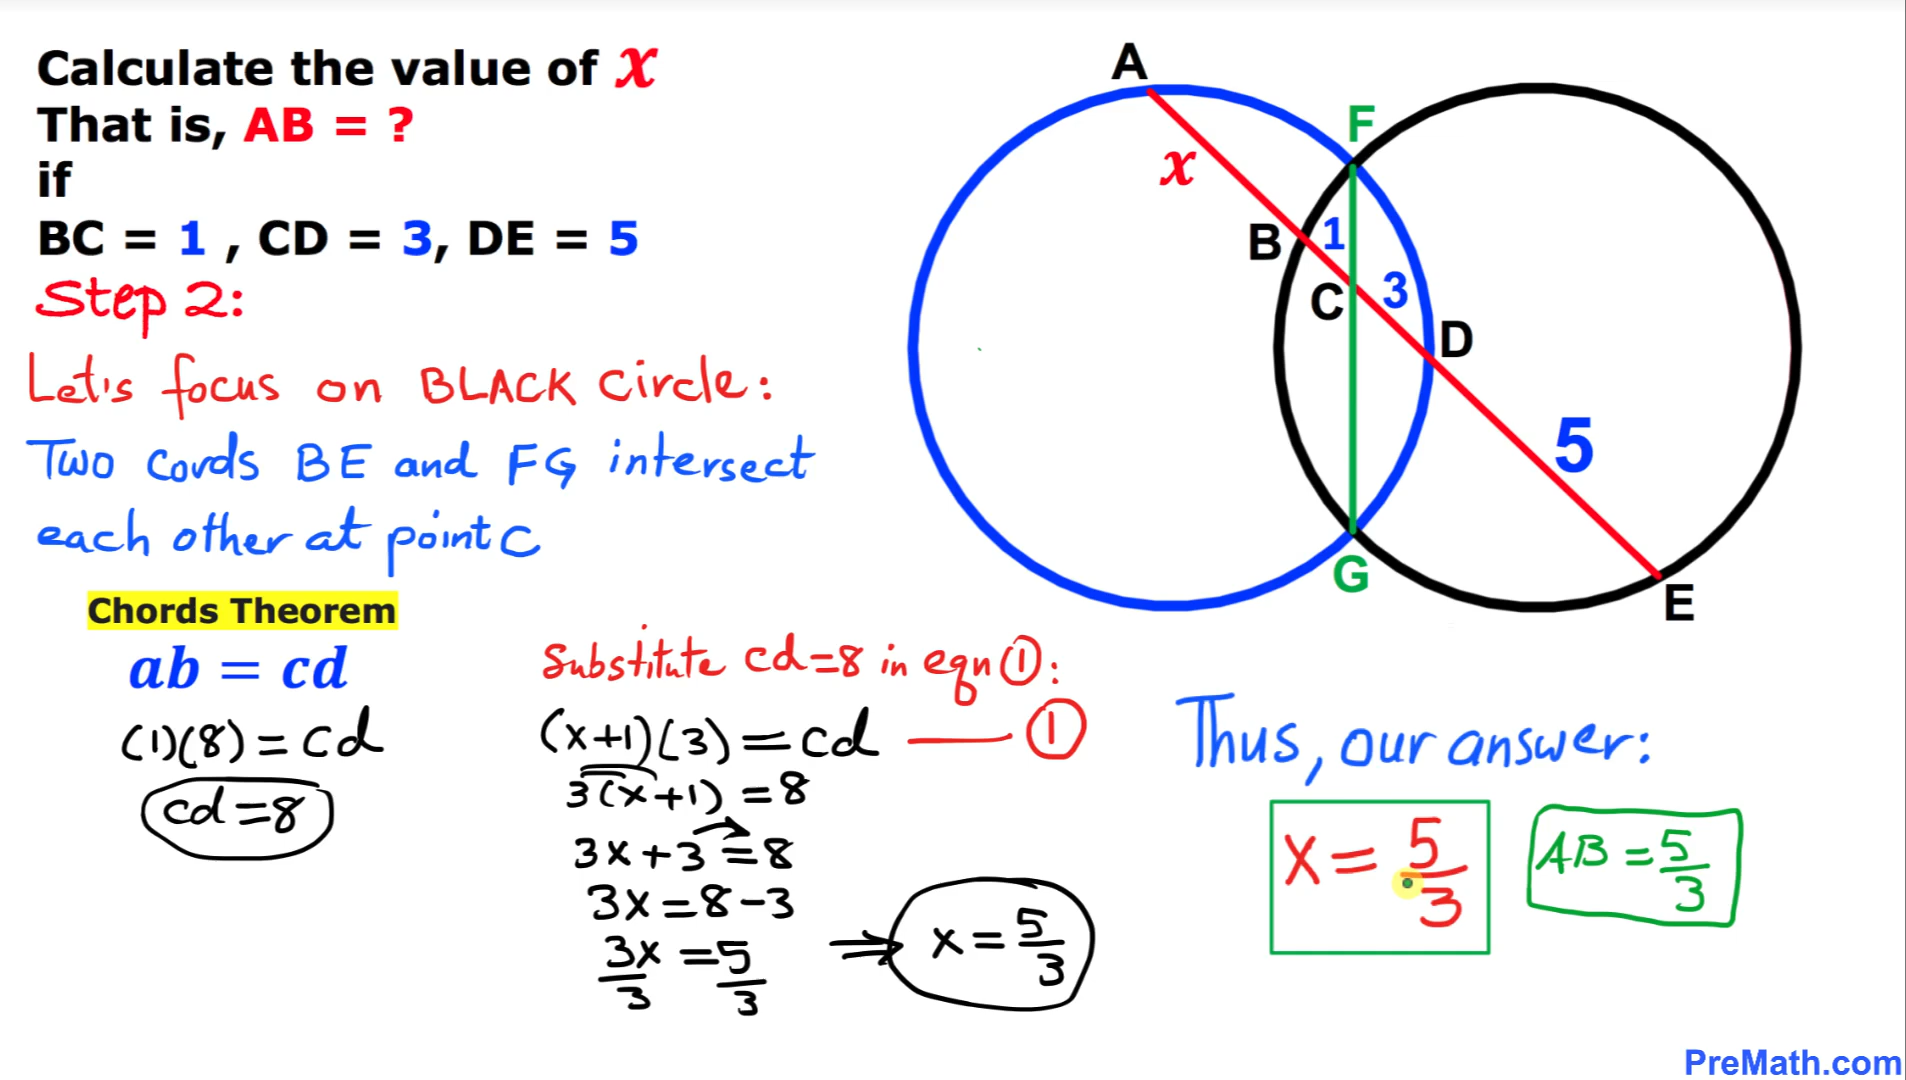 Calculate the value of x
That is, AB = ?
if
BC = 1 , CD = 3, DE = 5
Step 2:
Let's focus on BLACK Circle:
Two Cords BE and FG intersect
each other at point C
Chords Theorem
ab = cd
(1)(8) = cd
cd=8
Substitute cd=8 in eqn ①:
(x+1)(3) = cd —— ①
3(x+1) = 8
3x+3 = 8
3x = 8-3
3x/3 = 5/3
⇒ x = 5/3
Thus, our answer:
x = 5/3
AB = 5/3
A
F
x
B
1
C
3
D
5
G
E
PreMath.com